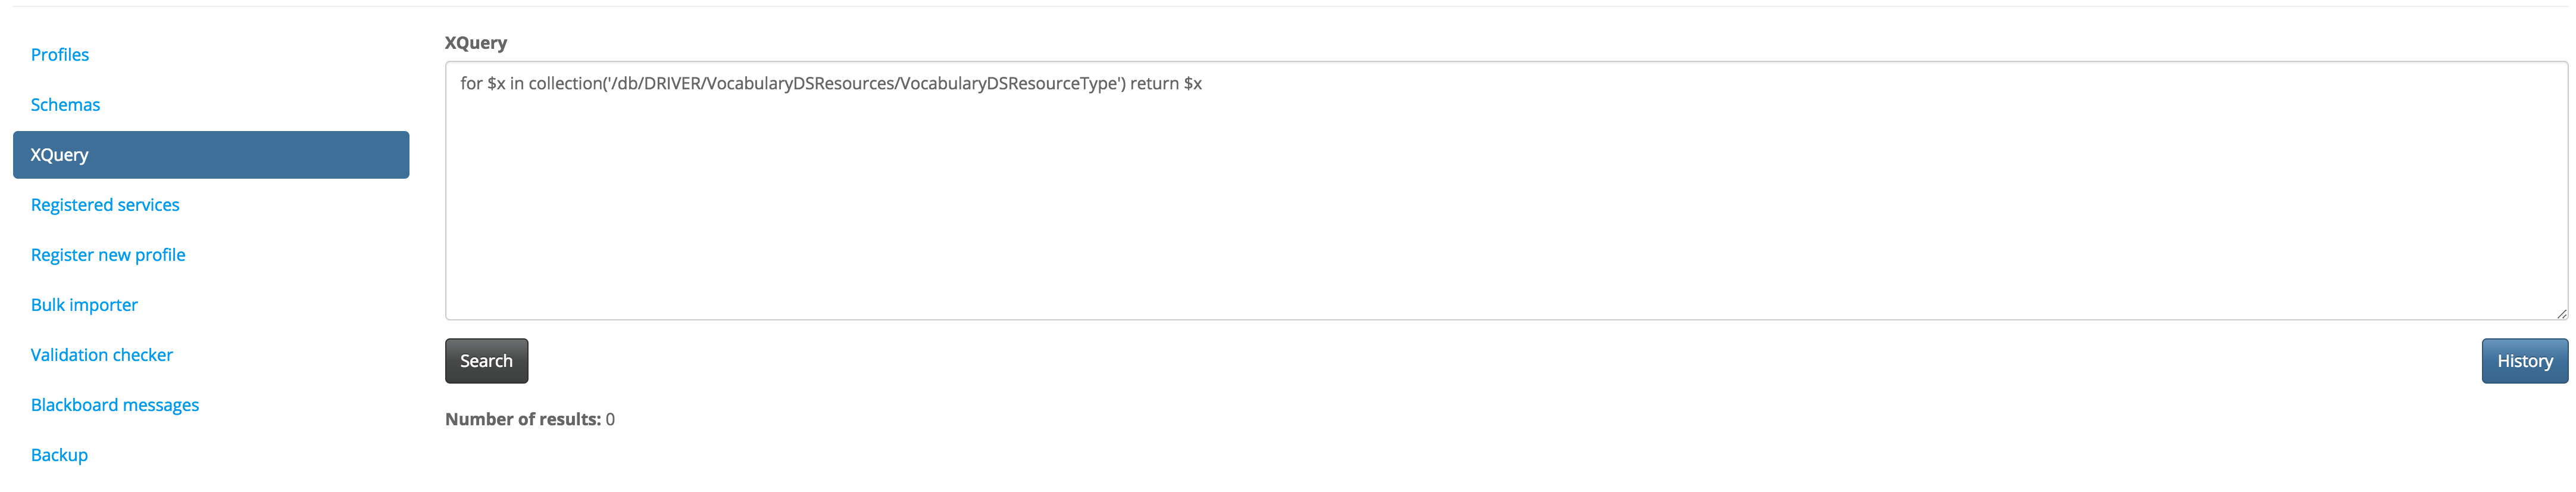 Profiles
Schemas
XQuery
Registered services
Register new profile
Bulk importer
Validation checker
Blackboard messages
Backup
XQuery
for $x in collection('/db/DRIVER/VocabularyDSResources/VocabularyDSResourceType') return $x
Search
History
Number of results: 0